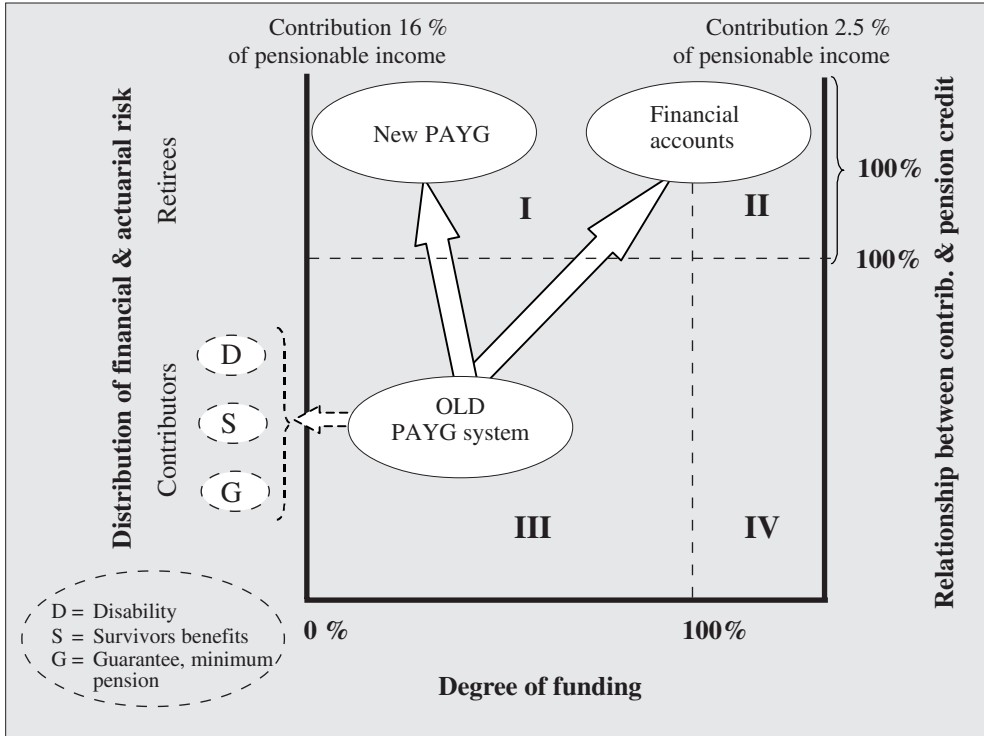 Contribution 16 %
of pensionable income
Contribution 2.5 %
of pensionable income
Distribution of financial & actuarial risk
Retirees
Contributors
New PAYG
Financial
accounts
I
II
100%
100%
Relationship between contrib. & pension credit
D
S
G
OLD
PAYG system
III
IV
D = Disability
S = Survivors benefits
G = Guarantee, minimum
pension
0 %
100%
Degree of funding